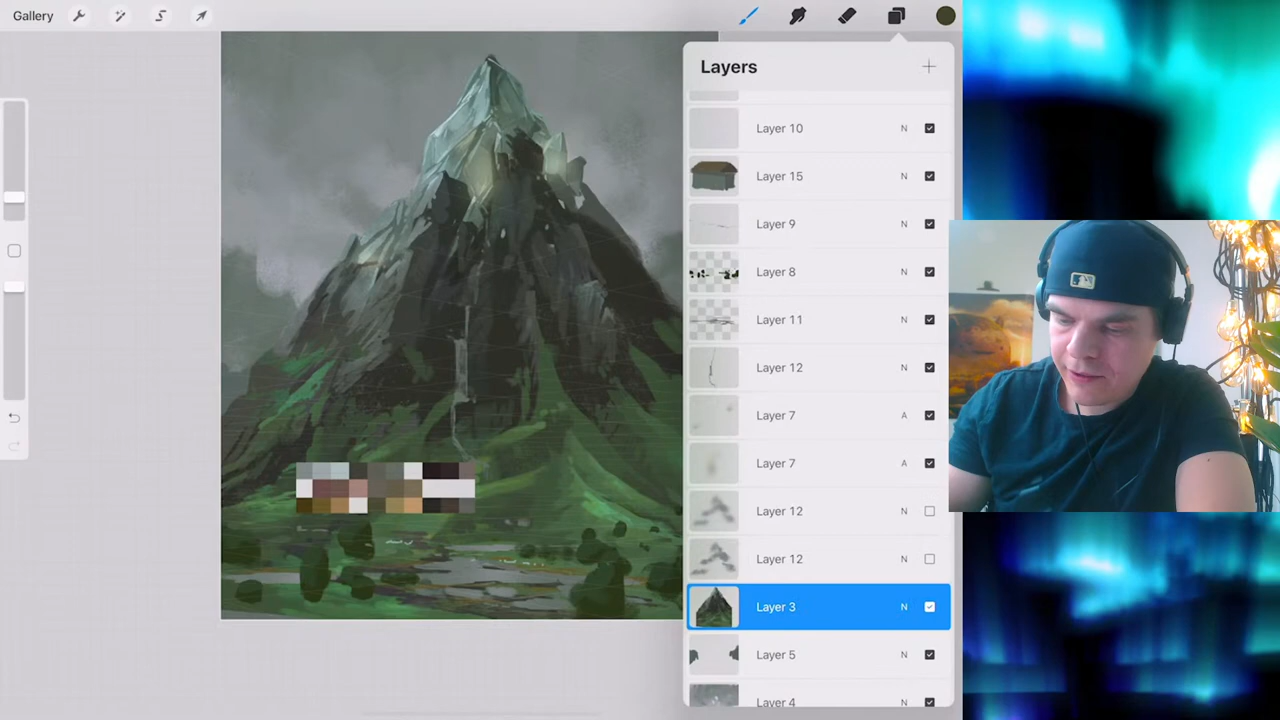 Gallery
Layers
Layer 10 N
Layer 15 N
Layer 9 N
Layer 8 N
Layer 11 N
Layer 12 N
Layer 7 A
Layer 7 A
Layer 12 N
Layer 12 N
Layer 3 N
Layer 5 N
Layer 4 N